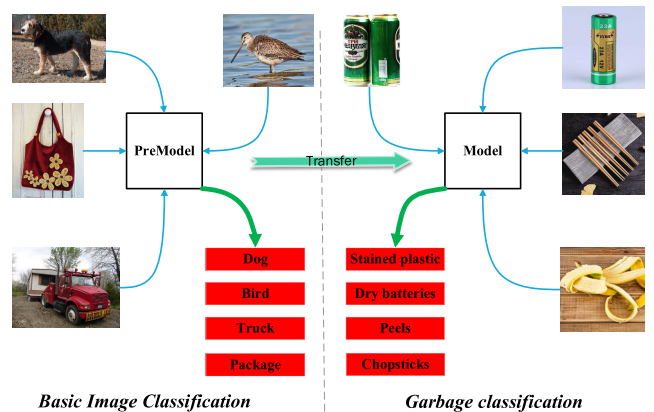 PreModel
Transfer
Model
Dog
Bird
Truck
Package
Stained plastic
Dry batteries
Peels
Chopsticks
Basic Image Classification
Garbage classification